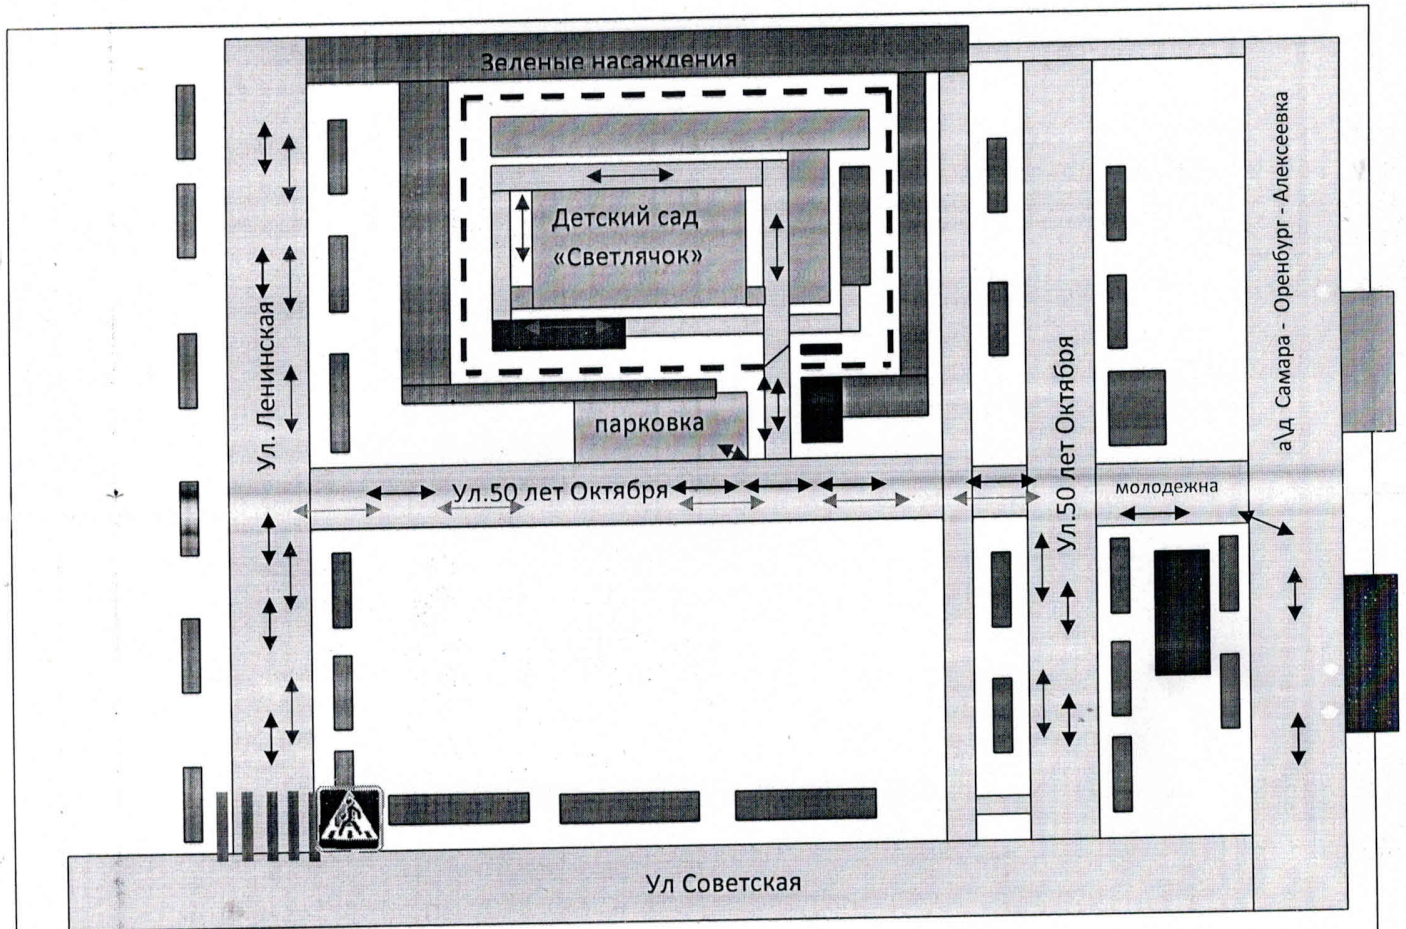 Зеленые насаждения
Детский сад
«Светлячок»
Ул. Ленинская
парковка
Ул.50 лет Октября
Ул.50 лет Октября
молодежна
а\д Самара - Оренбург - Алексеевка
Ул Советская